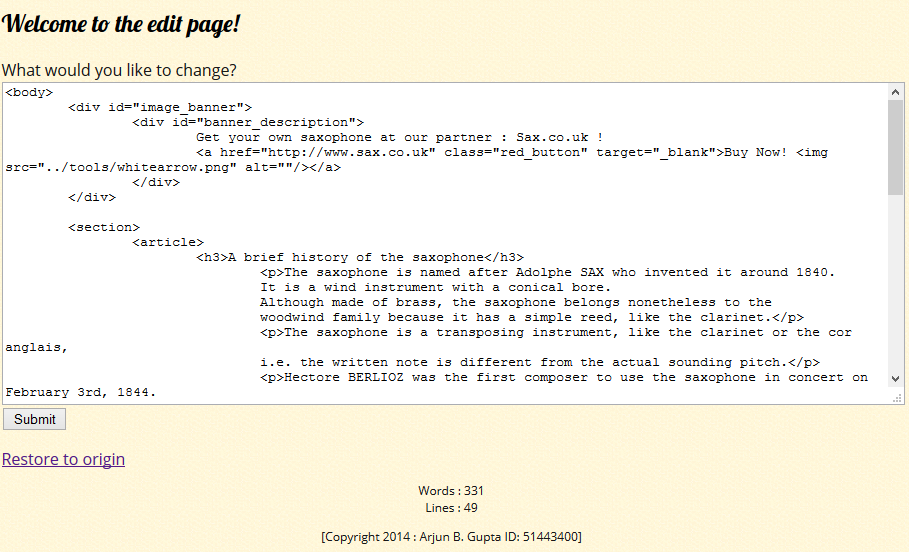 Welcome to the edit page!
What would you like to change?
<body>
<div id="image_banner">
<div id="banner_description">
Get your own saxophone at our partner : Sax.co.uk !
<a href="http://www.sax.co.uk" class="red_button" target="_blank">Buy Now! <img
src="../tools/whitearrow.png" alt=""/></a>
</div>
</div>
<section>
<article>
<h3>A brief history of the saxophone</h3>
<p>The saxophone is named after Adolphe SAX who invented it around 1840.
It is a wind instrument with a conical bore.
Although made of brass, the saxophone belongs nonetheless to the
woodwind family because it has a simple reed, like the clarinet.</p>
<p>The saxophone is a transposing instrument, like the clarinet or the cor
anglais,
i.e. the written note is different from the actual sounding pitch.</p>
<p>Hectore BERLIOZ was the first composer to use the saxophone in concert on
February 3rd, 1844.
Submit
Restore to origin
Words : 331
Lines : 49
[Copyright 2014 : Arjun B. Gupta ID: 51443400]